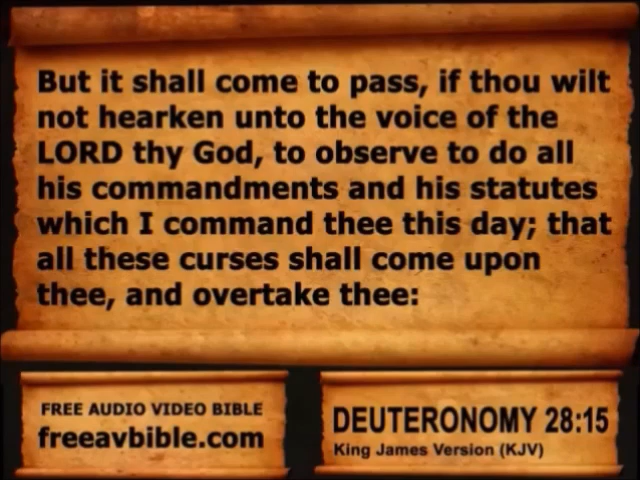 But it shall come to pass, if thou wilt
not hearken unto the voice of the
LORD thy God, to observe to do all
his commandments and his statutes
which I command thee this day; that
all these curses shall come upon
thee, and overtake thee:
FREE AUDIO VIDEO BIBLE
freeavbible.com
DEUTERONOMY 28:15
King James Version (KJV)